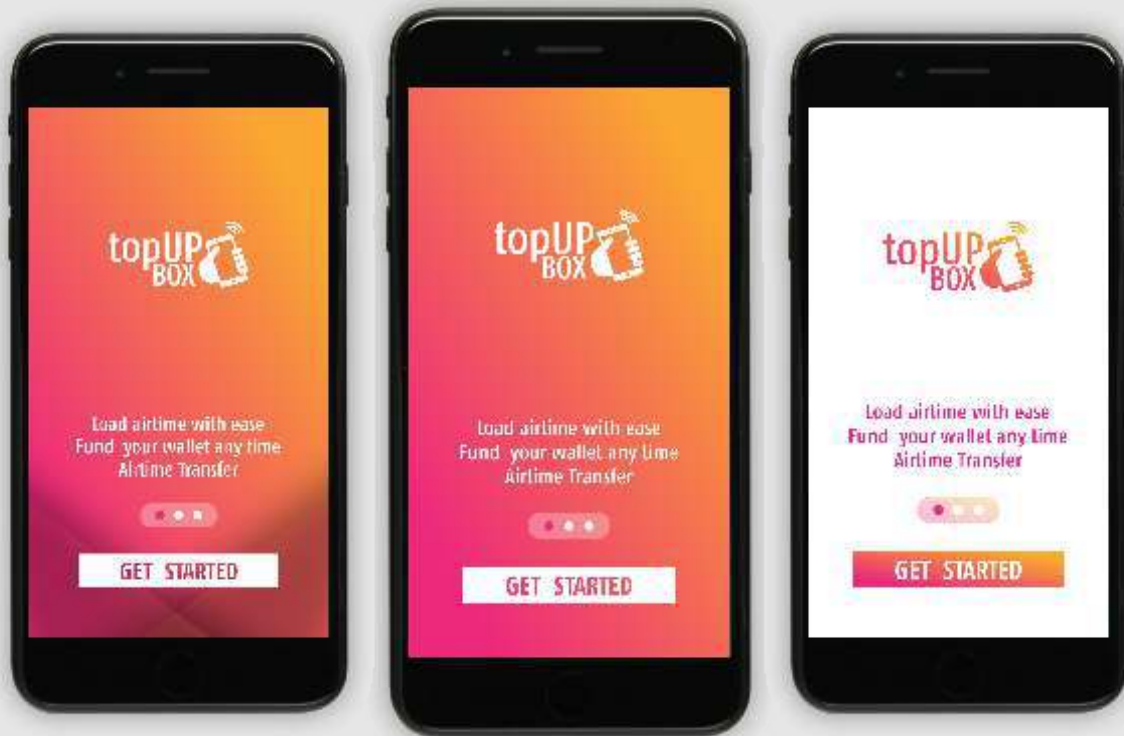 topUP
BOX
Load airtime with ease
Fund your wallet any time
Airtime Transfer
GET STARTED
topUP
BOX
Load airtime with ease
Fund your wallet any time
Airtime Transfer
GET STARTED
topUP
BOX
Load airtime with ease
Fund your wallet any time
Airtime Transfer
GET STARTED